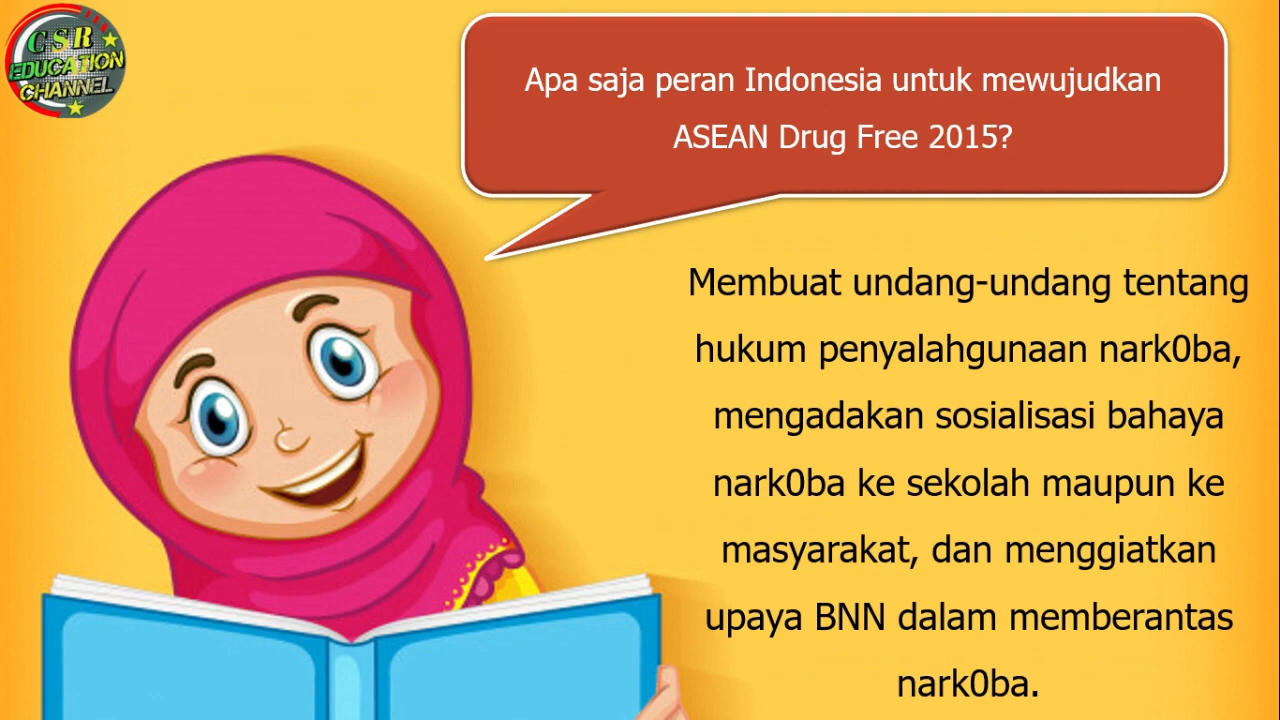 CSR
EDUCATION
CHANNEL
Apa saja peran Indonesia untuk mewujudkan
ASEAN Drug Free 2015?
Membuat undang-undang tentang
hukum penyalahgunaan nark0ba,
mengadakan sosialisasi bahaya
nark0ba ke sekolah maupun ke
masyarakat, dan menggiatkan
upaya BNN dalam memberantas
nark0ba.